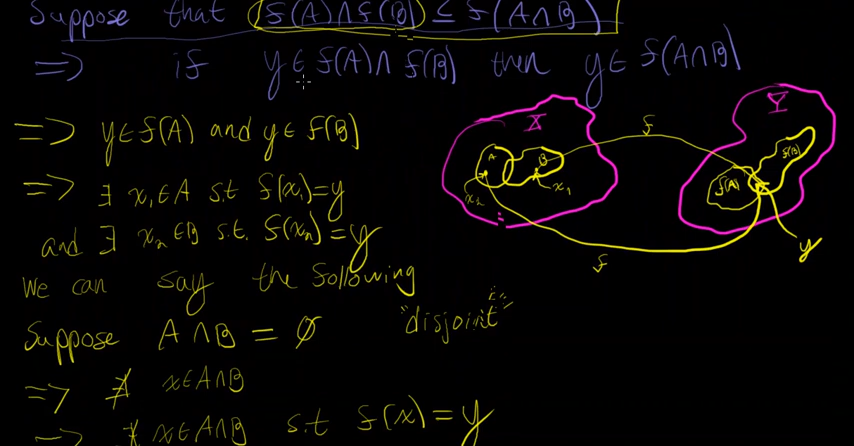 Suppose that f(A)∩f(B) ⊆ f(A∩B)
⇒ if y∈f(A)∩f(B) then y∈f(A∩B)
⇒ y∈f(A) and y∈f(B)
⇒ ∃ x₁∈A s.t f(x₁)=y
and ∃ x₂∈B s.t. f(x₂)=y
we can say the following
Suppose A∩B = ∅ "disjoint"
⇒ ∄ x∈A∩B
⇒ ∄ x∈A∩B s.t f(x)=y
X
Y
f
A
B
f(B)
f(A)
x₂
x₁
y
f